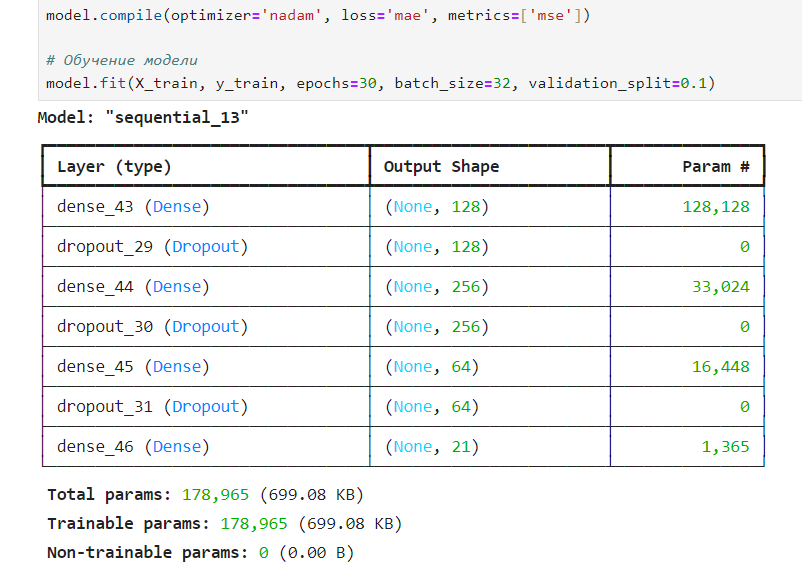 model.compile(optimizer='nadam', loss='mae', metrics=['mse'])
# Обучение модели
model.fit(X_train, y_train, epochs=30, batch_size=32, validation_split=0.1)
Model: "sequential_13"
Layer (type) Output Shape Param #
dense_43 (Dense) (None, 128) 128,128
dropout_29 (Dropout) (None, 128) 0
dense_44 (Dense) (None, 256) 33,024
dropout_30 (Dropout) (None, 256) 0
dense_45 (Dense) (None, 64) 16,448
dropout_31 (Dropout) (None, 64) 0
dense_46 (Dense) (None, 21) 1,365
Total params: 178,965 (699.08 KB)
Trainable params: 178,965 (699.08 KB)
Non-trainable params: 0 (0.00 B)